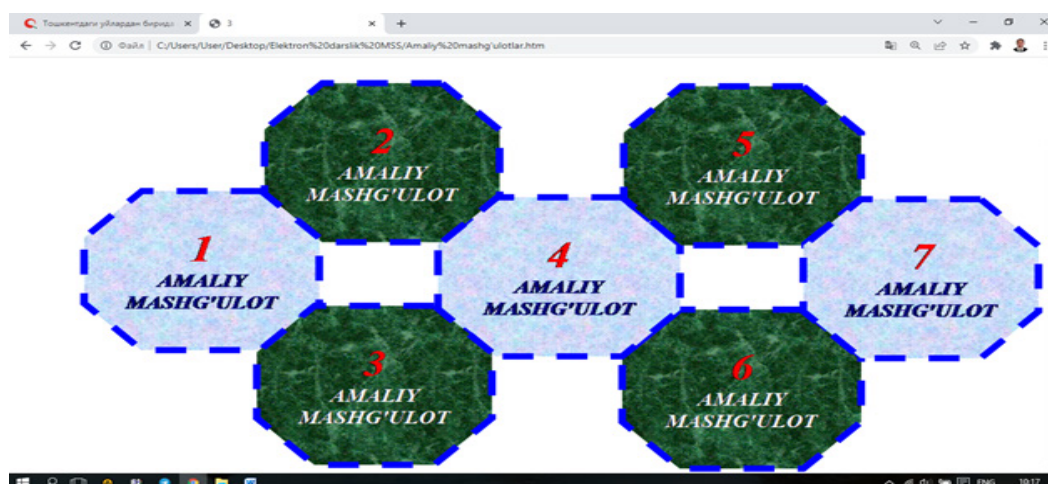 Тошкентдаги уйлардан бирида
3
Файл | C:/Users/User/Desktop/Elektron%20darslik%20MSS/Amaliy%20mashg'ulotlar.htm
2
AMALIY
MASHG'ULOT
5
AMALIY
MASHG'ULOT
1
AMALIY
MASHG'ULOT
4
AMALIY
MASHG'ULOT
7
AMALIY
MASHG'ULOT
3
AMALIY
MASHG'ULOT
6
AMALIY
MASHG'ULOT
ENG
19:17